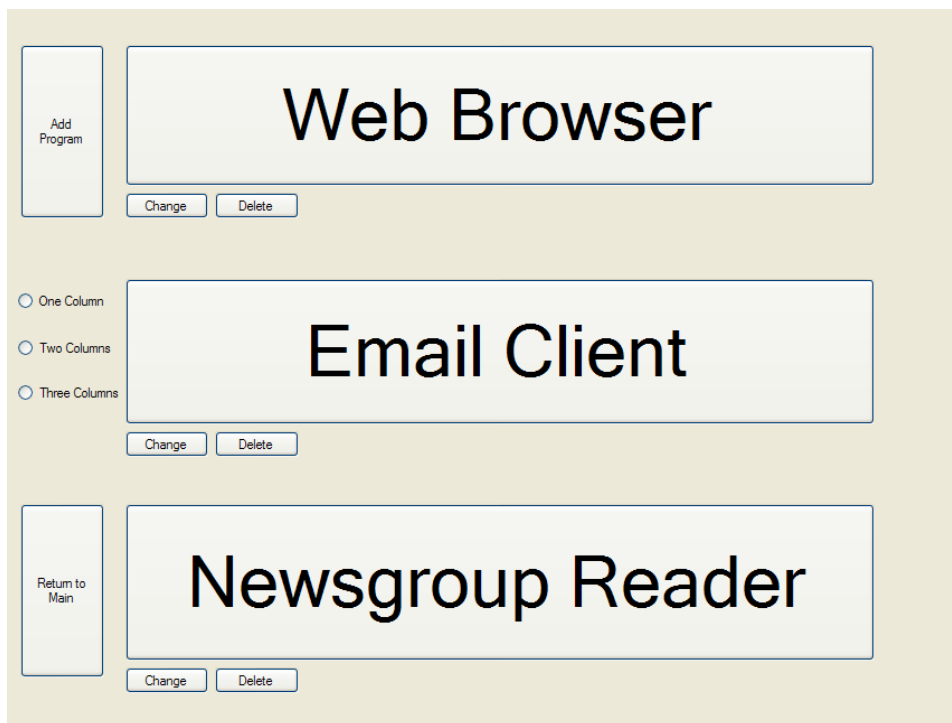 Add
Program
Web Browser
Change
Delete
One Column
Two Columns
Three Columns
Email Client
Change
Delete
Return to
Main
Newsgroup Reader
Change
Delete